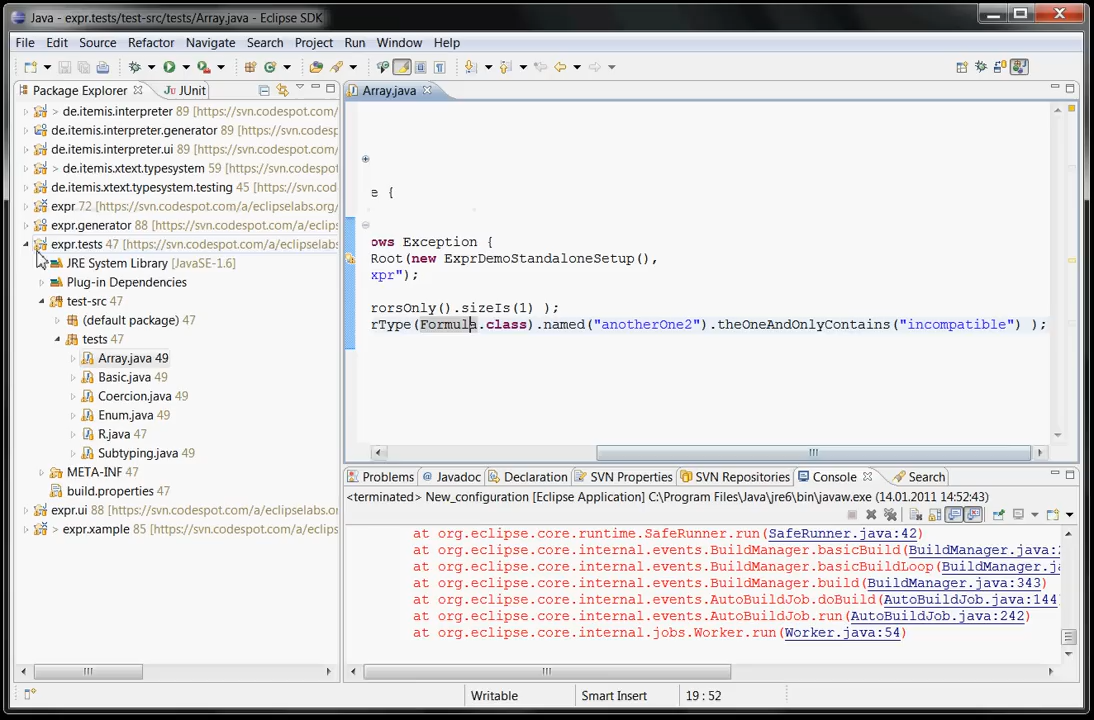 Java - expr.tests/test-src/tests/Array.java - Eclipse SDK
File Edit Source Refactor Navigate Search Project Run Window Help
Package Explorer
JUnit
> de.itemis.interpreter 89 [https://svn.codespot.com/
de.itemis.interpreter.generator 89 [https://svn.codesp
de.itemis.interpreter.ui 89 [https://svn.codespot.com/
> de.itemis.xtext.typesystem 59 [https://svn.codespot
de.itemis.xtext.typesystem.testing 45 [https://svn.cod
expr 72 [https://svn.codespot.com/a/eclipselabs.org/
expr.generator 88 [https://svn.codespot.com/a/eclips
expr.tests 47 [https://svn.codespot.com/a/eclipselabs
JRE System Library [JavaSE-1.6]
Plug-in Dependencies
test-src 47
(default package) 47
tests 47
Array.java 49
Basic.java 49
Coercion.java 49
Enum.java 49
R.java 47
Subtyping.java 49
META-INF 47
build.properties 47
expr.ui 88 [https://svn.codespot.com/a/eclipselabs.or
> expr.xample 85 [https://svn.codespot.com/a/eclips
Array.java
e {
ows Exception {
Root(new ExprDemoStandaloneSetup(),
xpr");
rorsOnly().sizeIs(1) );
rType(Formula.class).named("anotherOne2").theOneAndOnlyContains("incompatible") );
Problems Javadoc Declaration SVN Properties SVN Repositories Console Search
<terminated> New_configuration [Eclipse Application] C:\Program Files\Java\jre6\bin\javaw.exe (14.01.2011 14:52:43)
at org.eclipse.core.runtime.SafeRunner.run(SafeRunner.java:42)
at org.eclipse.core.internal.events.BuildManager.basicBuild(BuildManager.java:2
at org.eclipse.core.internal.events.BuildManager.basicBuildLoop(BuildManager.ja
at org.eclipse.core.internal.events.BuildManager.build(BuildManager.java:343)
at org.eclipse.core.internal.events.AutoBuildJob.doBuild(AutoBuildJob.java:144
at org.eclipse.core.internal.events.AutoBuildJob.run(AutoBuildJob.java:242)
at org.eclipse.core.internal.jobs.Worker.run(Worker.java:54)
Writable
Smart Insert
19 : 52